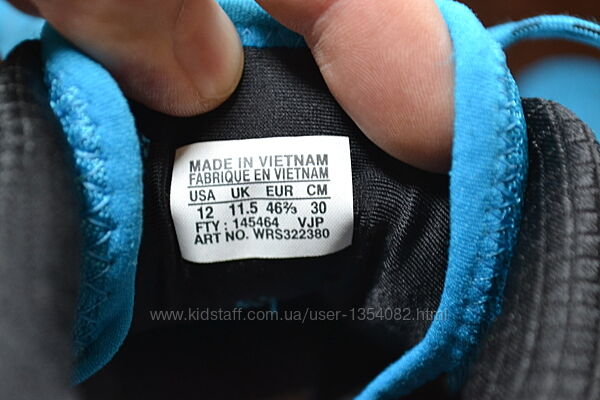 MADE IN VIETNAM
FABRIQUE EN VIETNAM
USA UK EUR CM
12 11.5 46⅔ 30
FTY : 145464 VJP
ART NO. WRS322380
www.kidstaff.com.ua/user-1354082.html